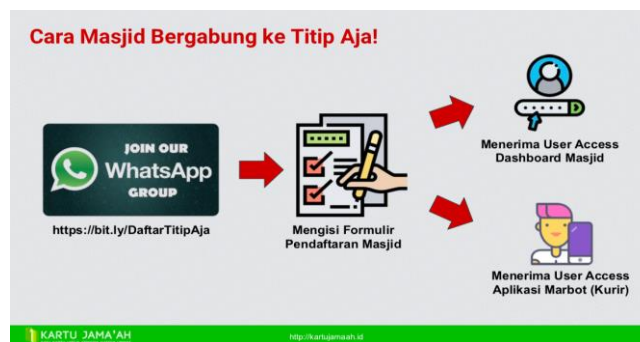 Cara Masjid Bergabung ke Titip Aja!
JOIN OUR
WhatsApp
GROUP
https://bit.ly/DaftarTitipAja
Mengisi Formulir
Pendaftaran Masjid
Menerima User Access
Dashboard Masjid
Menerima User Access
Aplikasi Marbot (Kurir)
KARTU JAMA'AH
http://kartujamaah.id